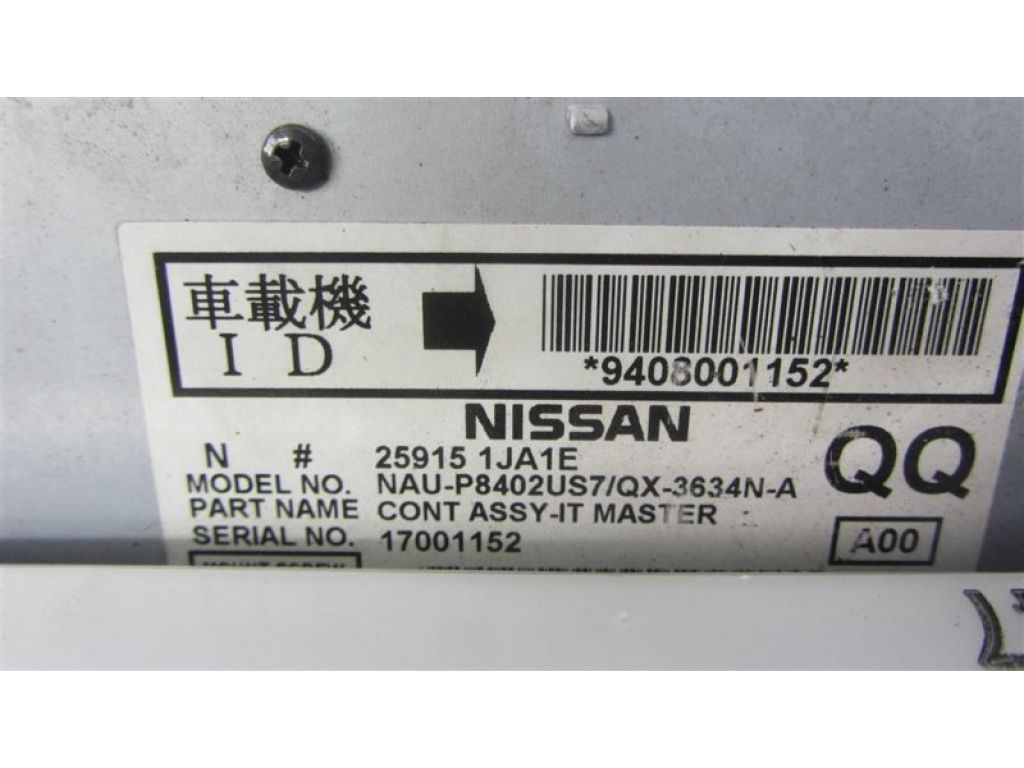 車載機
I D
*9408001152*
NISSAN
N # 25915 1JA1E
QQ
MODEL NO. NAU-P8402US7/QX-3634N-A
PART NAME CONT ASSY-IT MASTER
SERIAL NO. 17001152
A00